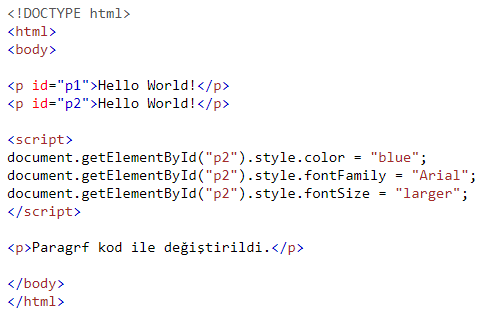 <!DOCTYPE html>
<html>
<body>
<p id="p1">Hello World!</p>
<p id="p2">Hello World!</p>
<script>
document.getElementById("p2").style.color = "blue";
document.getElementById("p2").style.fontFamily = "Arial";
document.getElementById("p2").style.fontSize = "larger";
</script>
<p>Paragrf kod ile değiştirildi.</p>
</body>
</html>